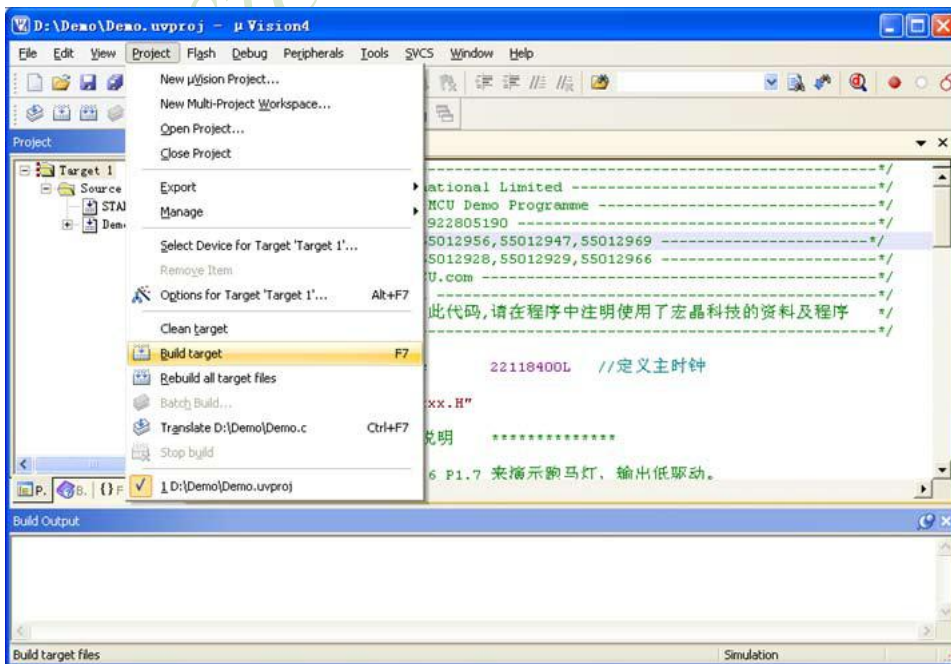 D:\Demo\Demo.uvproj - μVision4
File Edit View Project Flash Debug Peripherals Tools SVCS Window Help
New μVision Project...
New Multi-Project Workspace...
Open Project...
Close Project
Export
Manage
Select Device for Target 'Target 1'...
Remove Item
Options for Target 'Target 1'... Alt+F7
Clean target
Build target F7
Rebuild all target files
Batch Build...
Translate D:\Demo\Demo.c Ctrl+F7
Stop build
1 D:\Demo\Demo.uvproj
Project
Target 1
Source
STA
Dem
ational Limited --------------------------------*/
MCU Demo Programme -----------------------------*/
922805190 --------------------------------------*/
55012956,55012947,55012969 ------------------------*/
55012928,55012929,55012966 ------------------------*/
U.com ------------------------------------------*/
------------------------------------------------*/
此代码,请在程序中注明使用了宏晶科技的资料及程序 */
------------------------------------------------*/
22118400L //定义主时钟
xx.H"
说明 **************
6 P1.7 来演示跑马灯,输出低驱动。
P. B. {} F
Build Output
Build target files Simulation